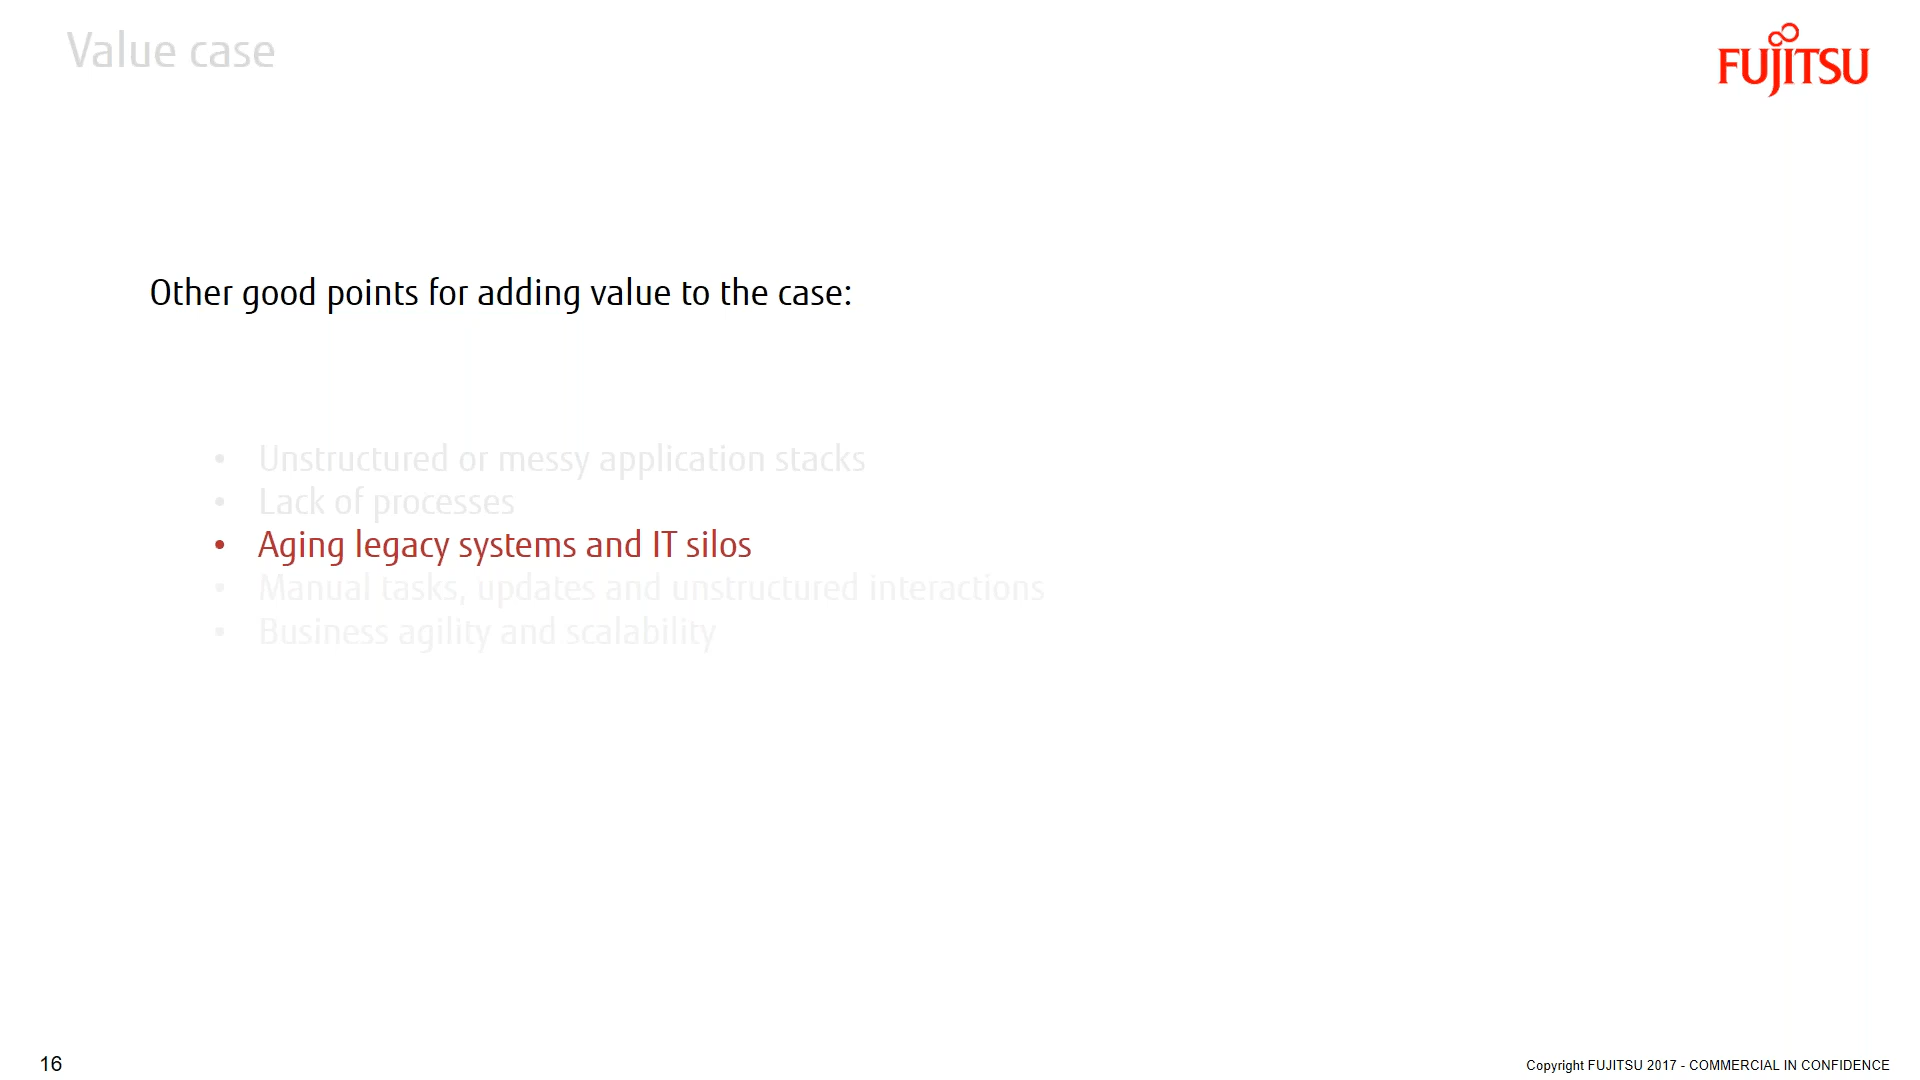 Value case
FUJITSU
Other good points for adding value to the case:
• Unstructured or messy application stacks
• Lack of processes
• Aging legacy systems and IT silos
• Manual tasks, updates and unstructured interactions
• Business agility and scalability
16
Copyright FUJITSU 2017 - COMMERCIAL IN CONFIDENCE